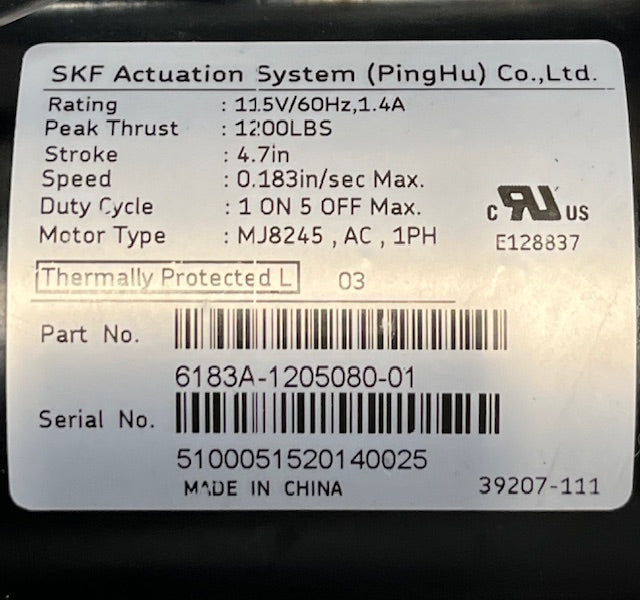 SKF Actuation System (PingHu) Co.,Ltd.
Rating : 115V/60Hz,1.4A
Peak Thrust : 1200LBS
Stroke : 4.7in
Speed : 0.183in/sec Max.
Duty Cycle : 1 ON 5 OFF Max.
Motor Type : MJ8245 , AC , 1PH
C RU US
E128837
Thermally Protected L 03
Part No.
6183A-1205080-01
Serial No.
5100051520140025
MADE IN CHINA 39207-111